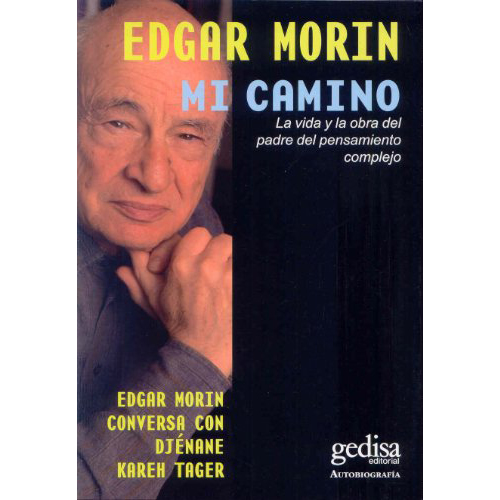 EDGAR MORIN
MI CAMINO
La vida y la obra del
padre del pensamiento
complejo
EDGAR MORIN
CONVERSA CON
DJÉNANE
KAREH TAGER
gedisa
editorial
AUTOBIOGRAFÍA